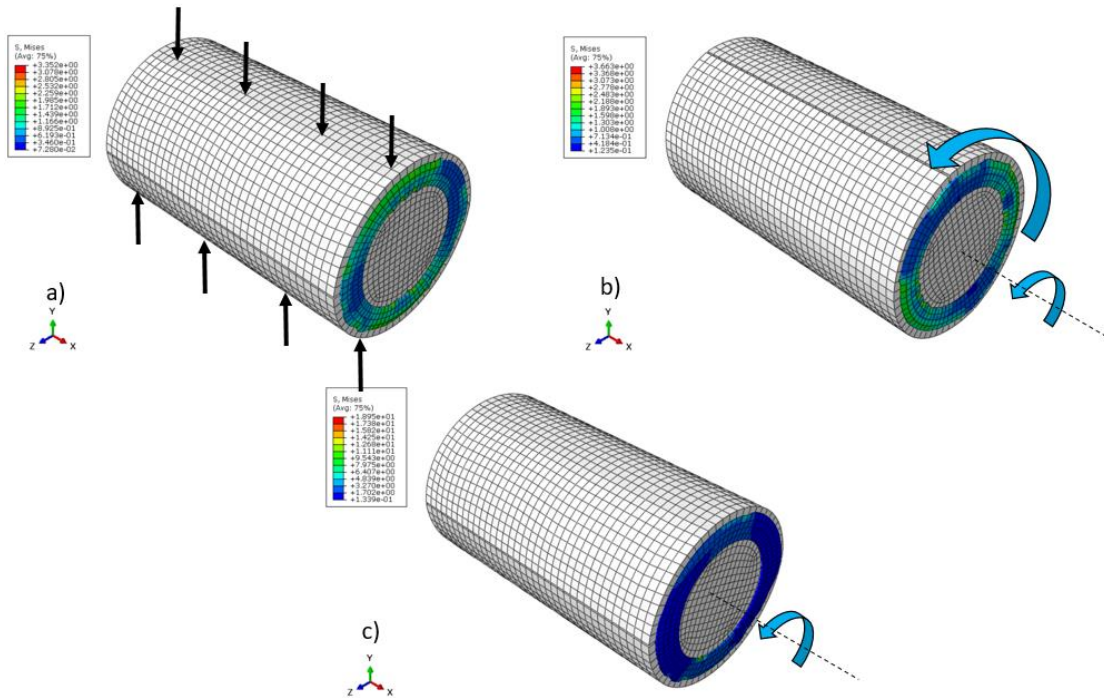 S, Mises
(Avg: 75%)
+3.352e+00
+3.078e+00
+2.805e+00
+2.532e+00
+2.259e+00
+1.985e+00
+1.712e+00
+1.439e+00
+1.166e+00
+8.925e-01
+6.193e-01
+3.460e-01
+7.280e-02
a)
Y
Z
X
S, Mises
(Avg: 75%)
+3.663e+00
+3.368e+00
+3.073e+00
+2.778e+00
+2.483e+00
+2.188e+00
+1.893e+00
+1.598e+00
+1.303e+00
+1.008e+00
+7.134e-01
+4.184e-01
+1.235e-01
b)
Y
Z
X
S, Mises
(Avg: 75%)
+1.895e+01
+1.738e+01
+1.582e+01
+1.425e+01
+1.268e+01
+1.111e+01
+9.543e+00
+7.975e+00
+6.407e+00
+4.839e+00
+3.270e+00
+1.702e+00
+1.339e-01
c)
Y
Z
X